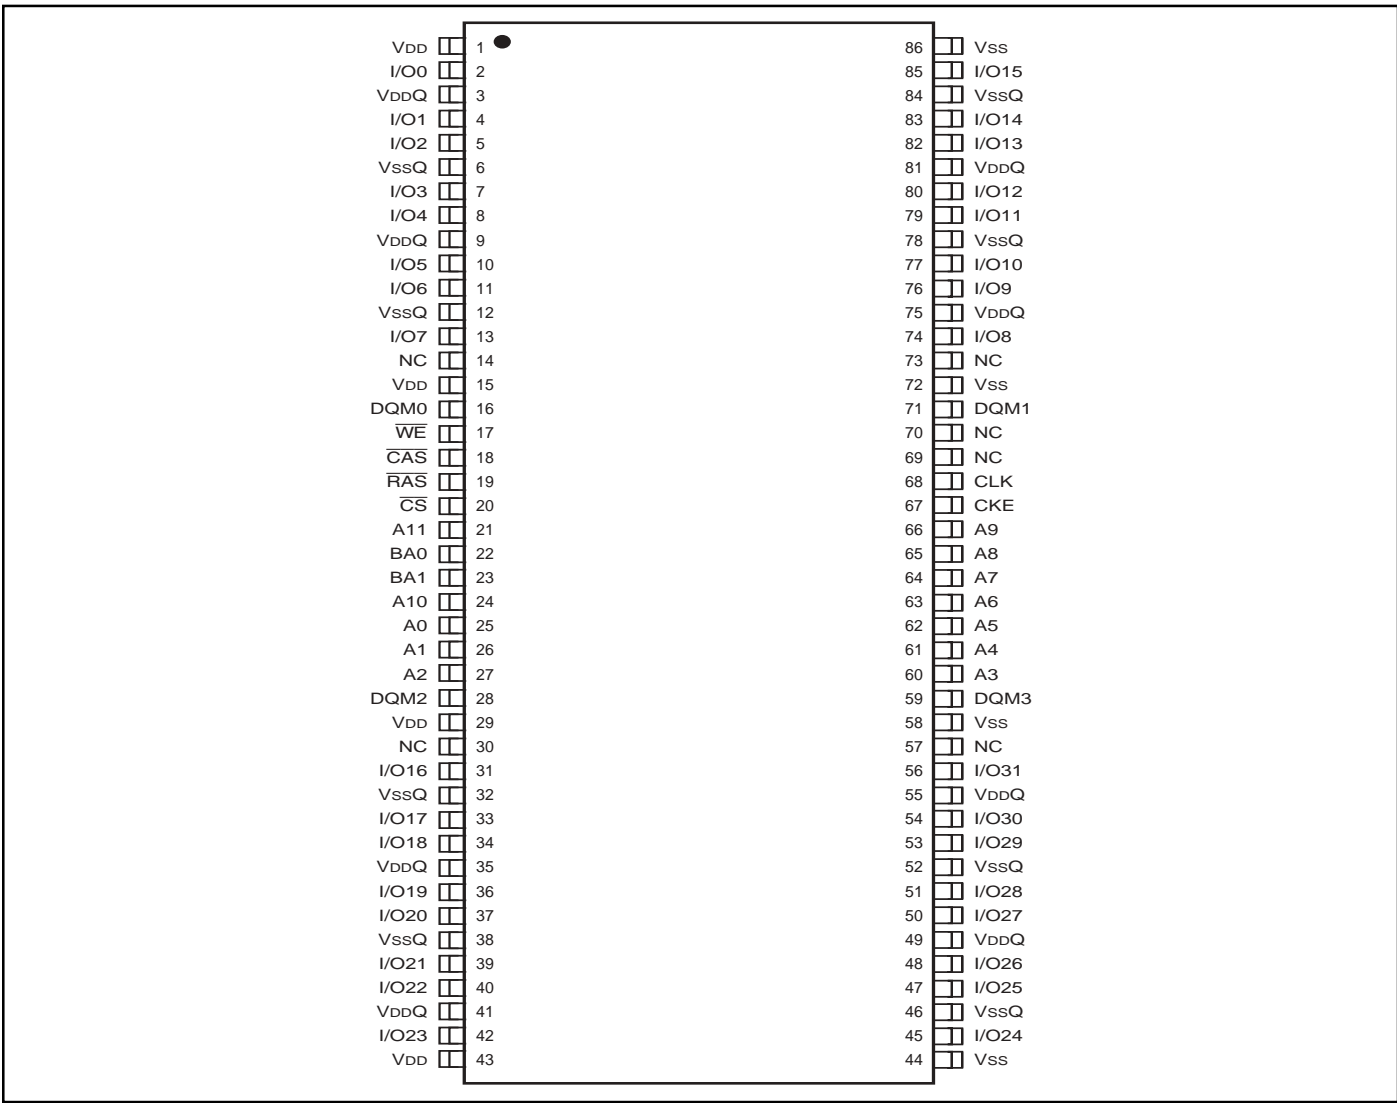 VDD 1 86 VSS
I/O0 2 85 I/O15
VDDQ 3 84 VSSQ
I/O1 4 83 I/O14
I/O2 5 82 I/O13
VSSQ 6 81 VDDQ
I/O3 7 80 I/O12
I/O4 8 79 I/O11
VDDQ 9 78 VSSQ
I/O5 10 77 I/O10
I/O6 11 76 I/O9
VSSQ 12 75 VDDQ
I/O7 13 74 I/O8
NC 14 73 NC
VDD 15 72 VSS
DQM0 16 71 DQM1
W̅E̅ 17 70 NC
C̅A̅S̅ 18 69 NC
R̅A̅S̅ 19 68 CLK
C̅S̅ 20 67 CKE
A11 21 66 A9
BA0 22 65 A8
BA1 23 64 A7
A10 24 63 A6
A0 25 62 A5
A1 26 61 A4
A2 27 60 A3
DQM2 28 59 DQM3
VDD 29 58 VSS
NC 30 57 NC
I/O16 31 56 I/O31
VSSQ 32 55 VDDQ
I/O17 33 54 I/O30
I/O18 34 53 I/O29
VDDQ 35 52 VSSQ
I/O19 36 51 I/O28
I/O20 37 50 I/O27
VSSQ 38 49 VDDQ
I/O21 39 48 I/O26
I/O22 40 47 I/O25
VDDQ 41 46 VSSQ
I/O23 42 45 I/O24
VDD 43 44 VSS